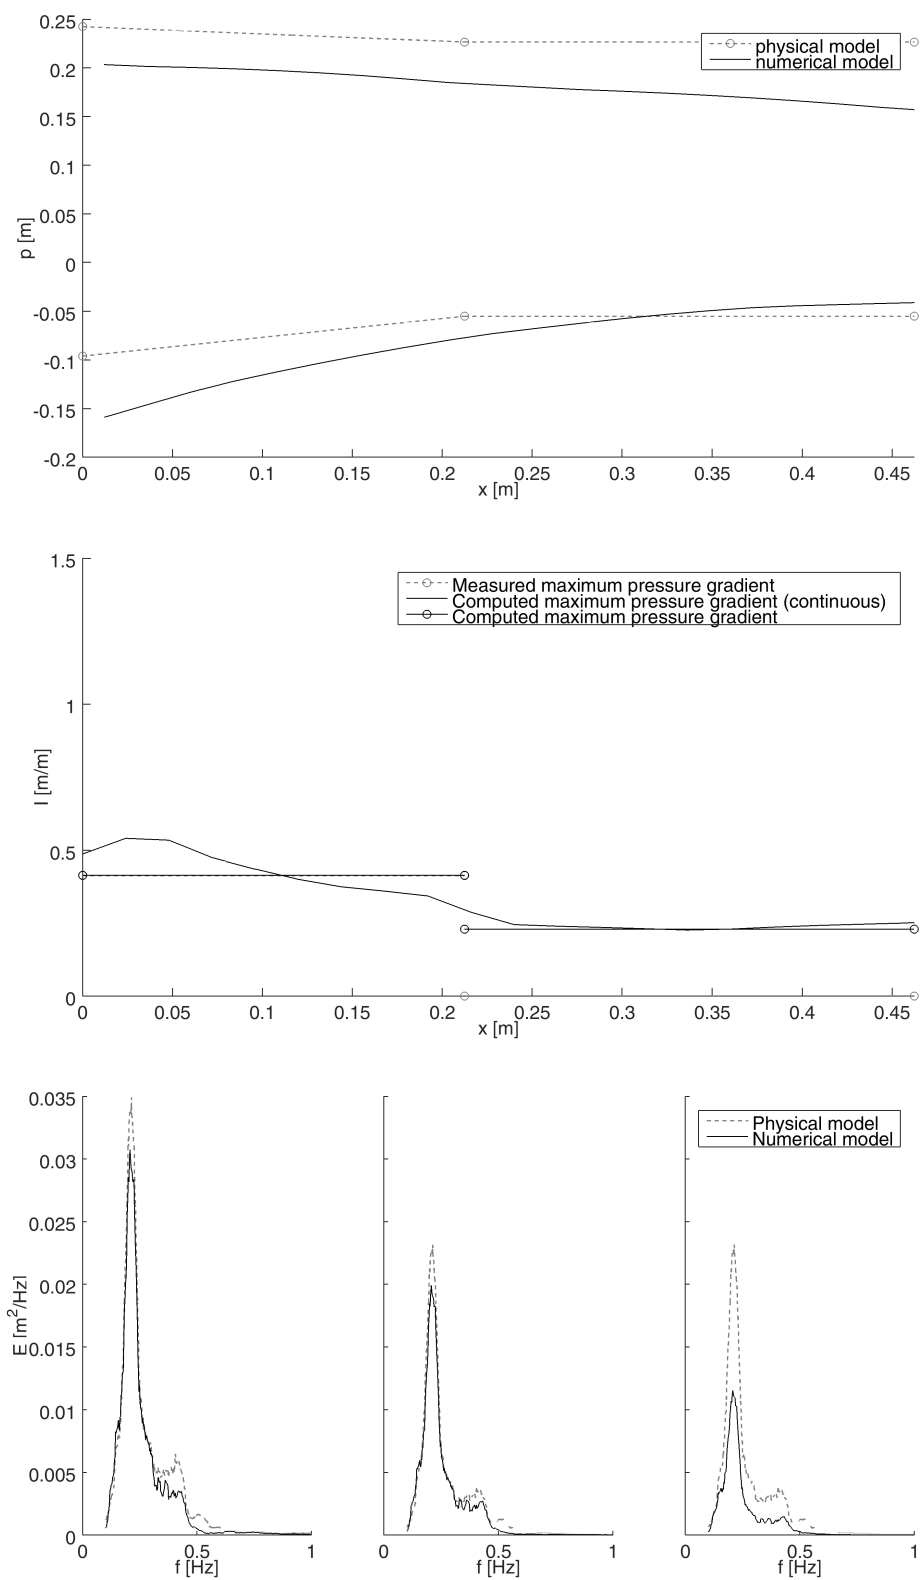 0.25
0.2
0.15
0.1
0.05
0
-0.05
-0.1
-0.15
-0.2
p [m]
physical model
numerical model
0 0.05 0.1 0.15 0.2 0.25 0.3 0.35 0.4 0.45
x [m]
1.5
1
0.5
0
I [m/m]
Measured maximum pressure gradient
Computed maximum pressure gradient (continuous)
Computed maximum pressure gradient
0 0.05 0.1 0.15 0.2 0.25 0.3 0.35 0.4 0.45
x [m]
0.035
0.03
0.025
0.02
0.015
0.01
0.005
0
E [m²/Hz]
Physical model
Numerical model
0 0.5 1
f [Hz]
0 0.5 1
f [Hz]
0 0.5 1
f [Hz]